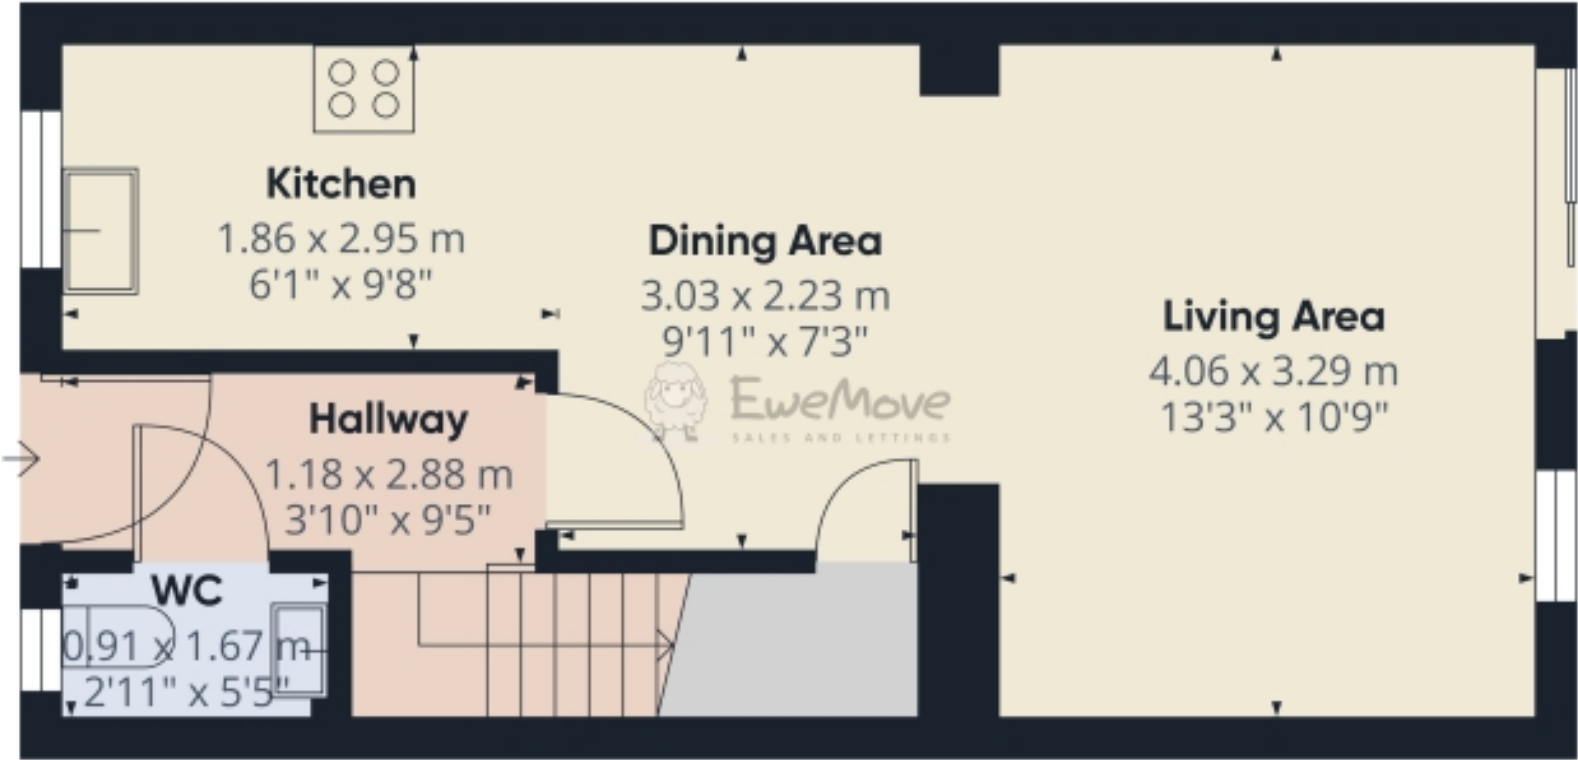 Kitchen
1.86 x 2.95 m
6'1" x 9'8"
Dining Area
3.03 x 2.23 m
9'11" x 7'3"
Living Area
4.06 x 3.29 m
13'3" x 10'9"
EweMove
SALES AND LETTINGS
Hallway
1.18 x 2.88 m
3'10" x 9'5"
WC
0.91 x 1.67 m
2'11" x 5'5"